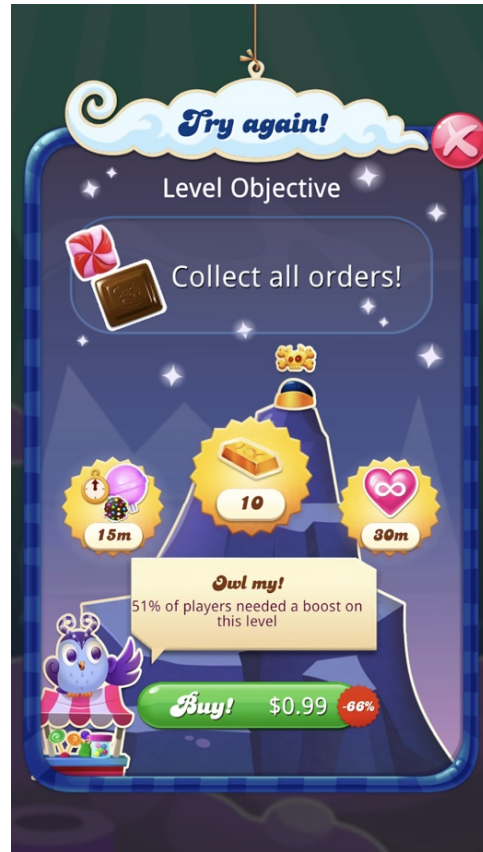 Try again!
Level Objective
Collect all orders!
10
15m
30m
Owl my!
51% of players needed a boost on
this level
Buy! $0.99 -66%